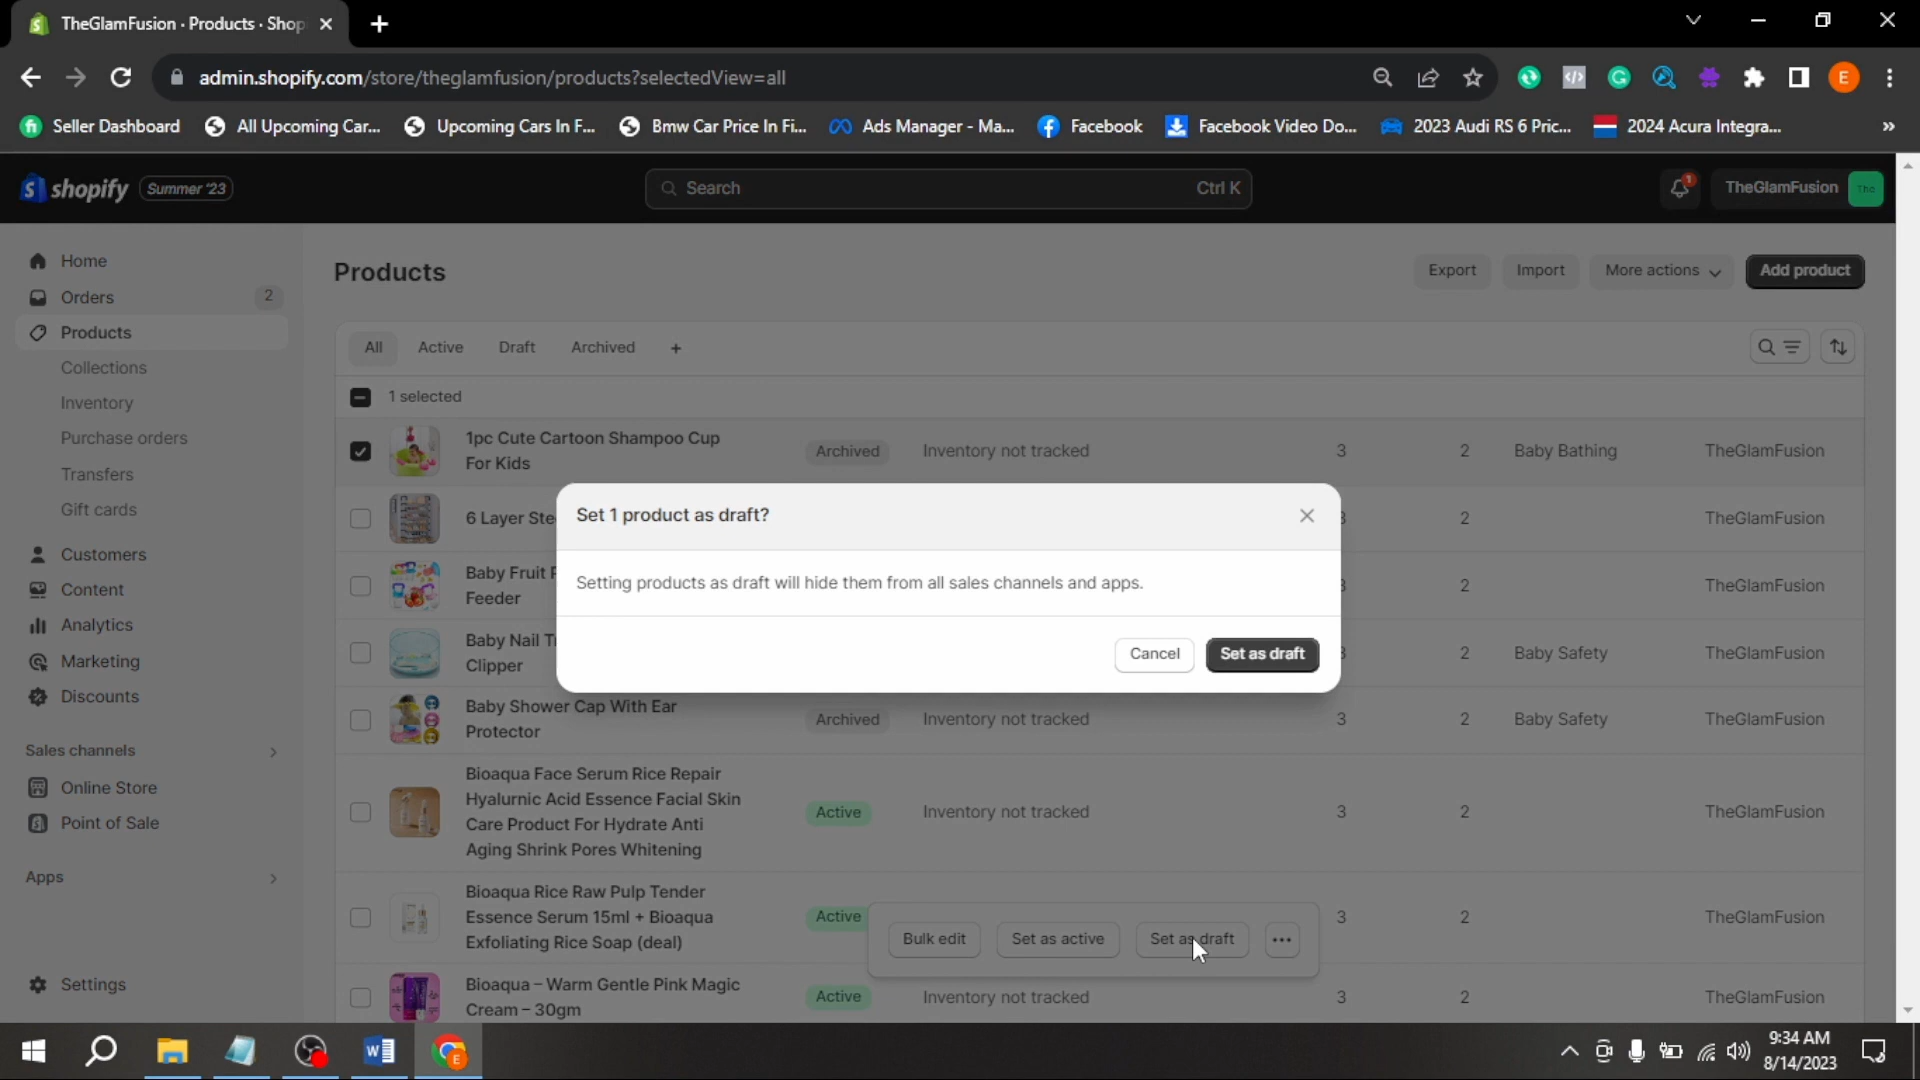 TheGlamFusion · Products · Shop
admin.shopify.com/store/theglamfusion/products?selectedView=all
E
Seller Dashboard
All Upcoming Car...
Upcoming Cars In F...
Bmw Car Price In Fi...
Ads Manager - Ma...
Facebook
Facebook Video Do...
2023 Audi RS 6 Pric...
2024 Acura Integra...
»
shopify
Summer '23
Search
Ctrl K
1
TheGlamFusion
Tho
Home
Orders
2
Products
Collections
Inventory
Purchase orders
Transfers
Gift cards
Customers
Content
Analytics
Marketing
Discounts
Sales channels
Online Store
Point of Sale
Apps
Settings
Products
Export
Import
More actions
Add product
All
Active
Draft
Archived
+
1 selected
1pc Cute Cartoon Shampoo Cup
For Kids
Archived
Inventory not tracked
3
2
Baby Bathing
TheGlamFusion
6 Layer Ste
2
TheGlamFusion
Baby Fruit
Feeder
2
TheGlamFusion
Baby Nail
Clipper
2
Baby Safety
TheGlamFusion
Set 1 product as draft?
Setting products as draft will hide them from all sales channels and apps.
Cancel
Set as draft
Baby Shower Cap With Ear
Protector
Archived
Inventory not tracked
3
2
Baby Safety
TheGlamFusion
Bioaqua Face Serum Rice Repair
Hyalurnic Acid Essence Facial Skin
Care Product For Hydrate Anti
Aging Shrink Pores Whitening
Active
Inventory not tracked
3
2
TheGlamFusion
Bioaqua Rice Raw Pulp Tender
Essence Serum 15ml + Bioaqua
Exfoliating Rice Soap (deal)
Active
3
2
TheGlamFusion
Bulk edit
Set as active
Set as draft
Bioaqua – Warm Gentle Pink Magic
Cream – 30gm
Active
Inventory not tracked
3
2
TheGlamFusion
9:34 AM
8/14/2023